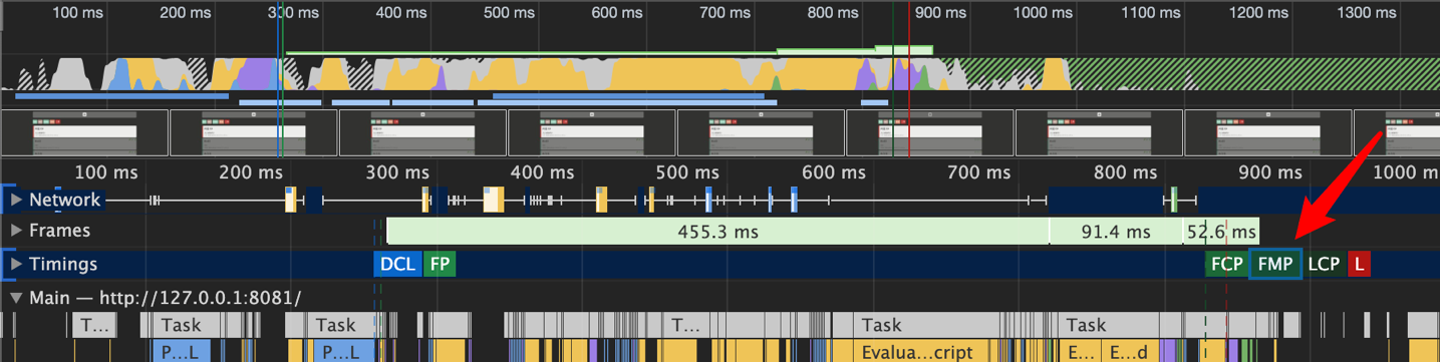 100 ms 200 ms 300 ms 400 ms 500 ms 600 ms 700 ms 800 ms 900 ms 1000 ms 1100 ms 1200 ms 1300 ms
100 ms 200 ms 300 ms 400 ms 500 ms 600 ms 700 ms 800 ms 900 ms 1000 m
Network
Frames 455.3 ms 91.4 ms 52.6 ms
Timings DCL FP FCP FMP LCP L
Main — http://127.0.0.1:8081/
T... Task Task T... Task Task
P...L P...L Evalua...cript E... E...d